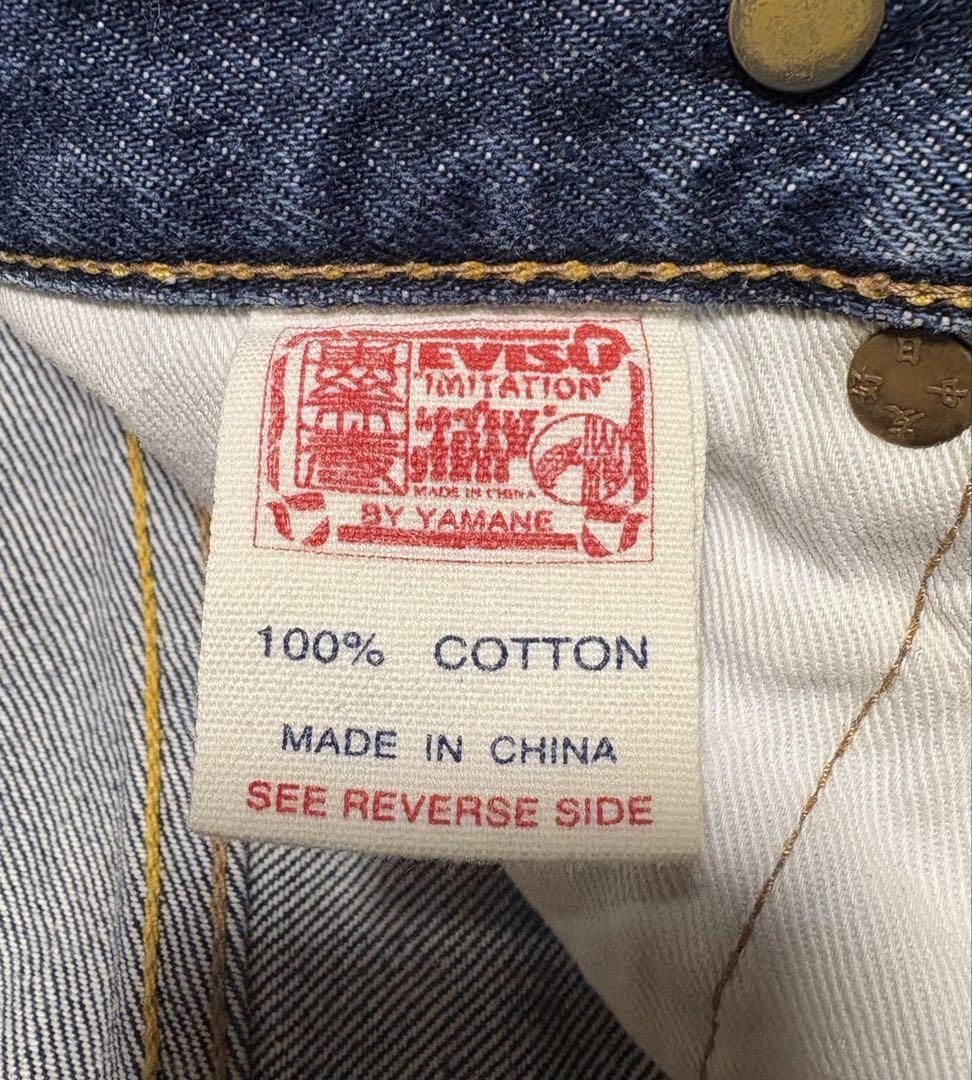 EVISU
"IMITATION"
MADE IN CHINA
BY YAMANE
100% COTTON
MADE IN CHINA
SEE REVERSE SIDE